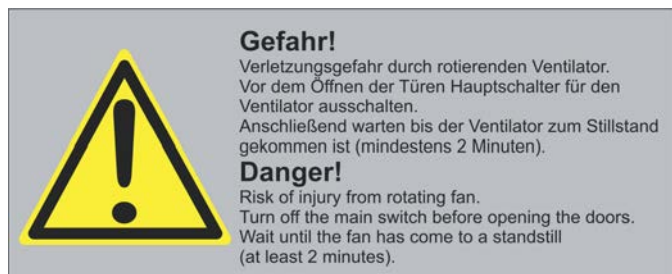 Gefahr!
Verletzungsgefahr durch rotierenden Ventilator.
Vor dem Öffnen der Türen Hauptschalter für den
Ventilator ausschalten.
Anschließend warten bis der Ventilator zum Stillstand
gekommen ist (mindestens 2 Minuten).
Danger!
Risk of injury from rotating fan.
Turn off the main switch before opening the doors.
Wait until the fan has come to a standstill
(at least 2 minutes).